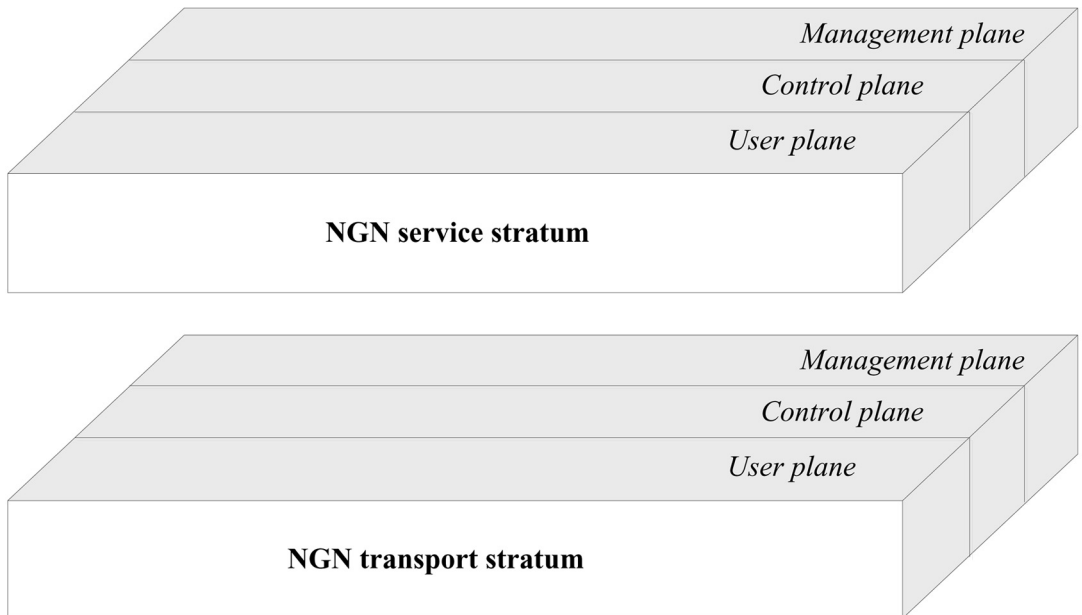 Management plane
Control plane
User plane
NGN service stratum
Management plane
Control plane
User plane
NGN transport stratum